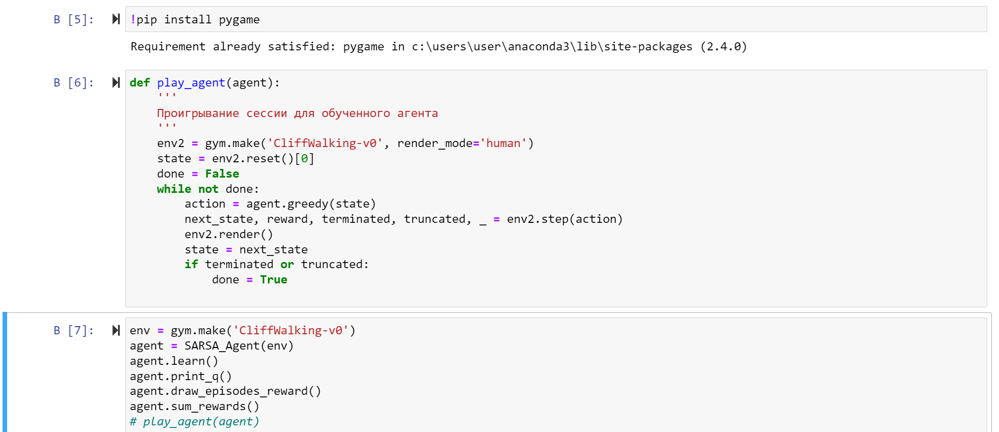 B [5]: !pip install pygame
Requirement already satisfied: pygame in c:\users\user\anaconda3\lib\site-packages (2.4.0)
B [6]: def play_agent(agent):
    '''
    Проигрывание сессии для обученного агента
    '''
    env2 = gym.make('CliffWalking-v0', render_mode='human')
    state = env2.reset()[0]
    done = False
    while not done:
        action = agent.greedy(state)
        next_state, reward, terminated, truncated, _ = env2.step(action)
        env2.render()
        state = next_state
        if terminated or truncated:
            done = True
B [7]: env = gym.make('CliffWalking-v0')
agent = SARSA_Agent(env)
agent.learn()
agent.print_q()
agent.draw_episodes_reward()
agent.sum_rewards()
# play_agent(agent)